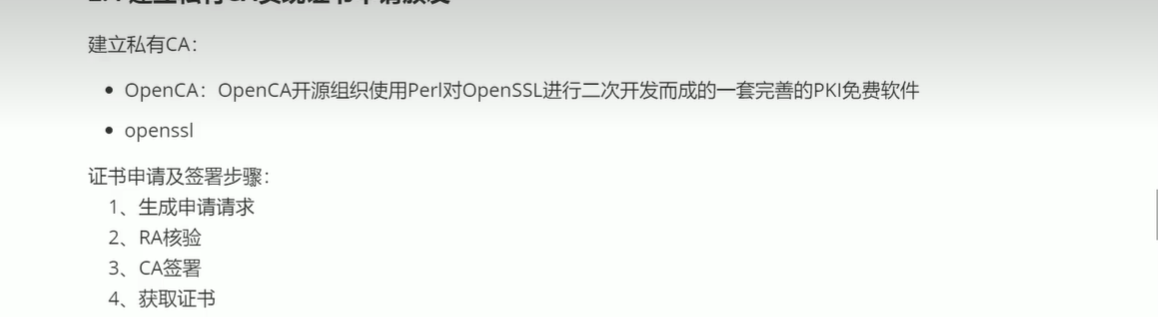 建立私有CA：
• OpenCA：OpenCA开源组织使用Perl对OpenSSL进行二次开发而成的一套完善的PKI免费软件
• openssl
证书申请及签署步骤：
1、生成申请请求
2、RA核验
3、CA签署
4、获取证书